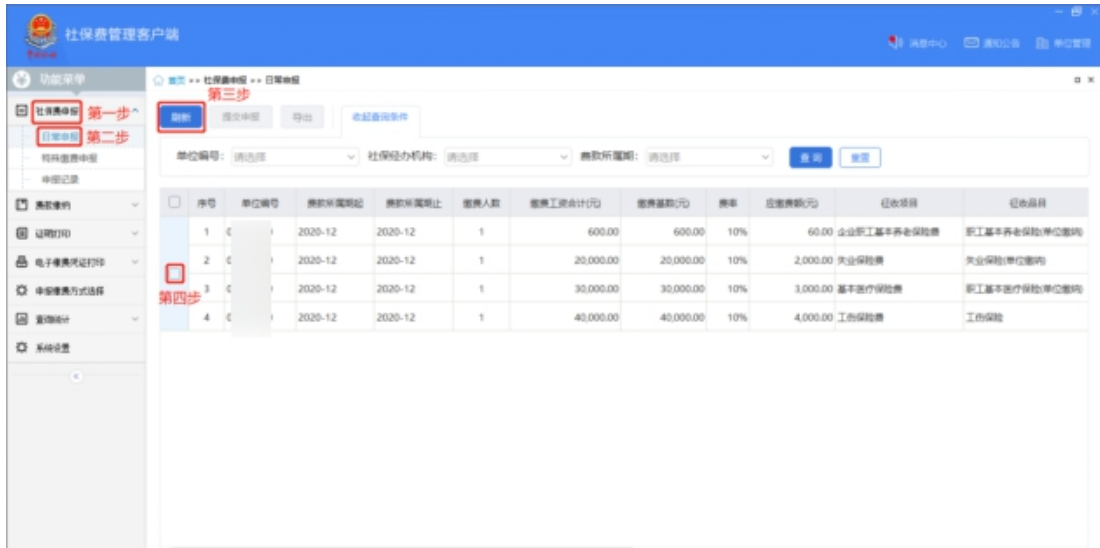 社保费管理客户端
消息中心 通知公告 单位管理
功能菜单
首页 >> 社保费申报 >> 日常申报
第三步
社保费申报 第一步
刷新 提交申报 导出 收起查询条件
日常申报 第二步
单位编号: 请选择 社保经办机构: 请选择 费款所属期: 请选择 查询 重置
特殊缴费申报
申报记录
费款缴纳
序号 单位编号 费款所属期起 费款所属期止 缴费人数 缴费工资合计(元) 缴费基数(元) 费率 应缴费额(元) 征收项目 征收品目
证明打印
1 2020-12 2020-12 1 600.00 600.00 10% 60.00 企业职工基本养老保险费 职工基本养老保险(单位缴纳)
电子缴费凭证打印
2 2020-12 2020-12 1 20,000.00 20,000.00 10% 2,000.00 失业保险费 失业保险(单位缴纳)
申报缴费方式选择
第四步
3 2020-12 2020-12 1 30,000.00 30,000.00 10% 3,000.00 基本医疗保险费 职工基本医疗保险(单位缴纳)
查询统计
4 2020-12 2020-12 1 40,000.00 40,000.00 10% 4,000.00 工伤保险费 工伤保险
系统设置